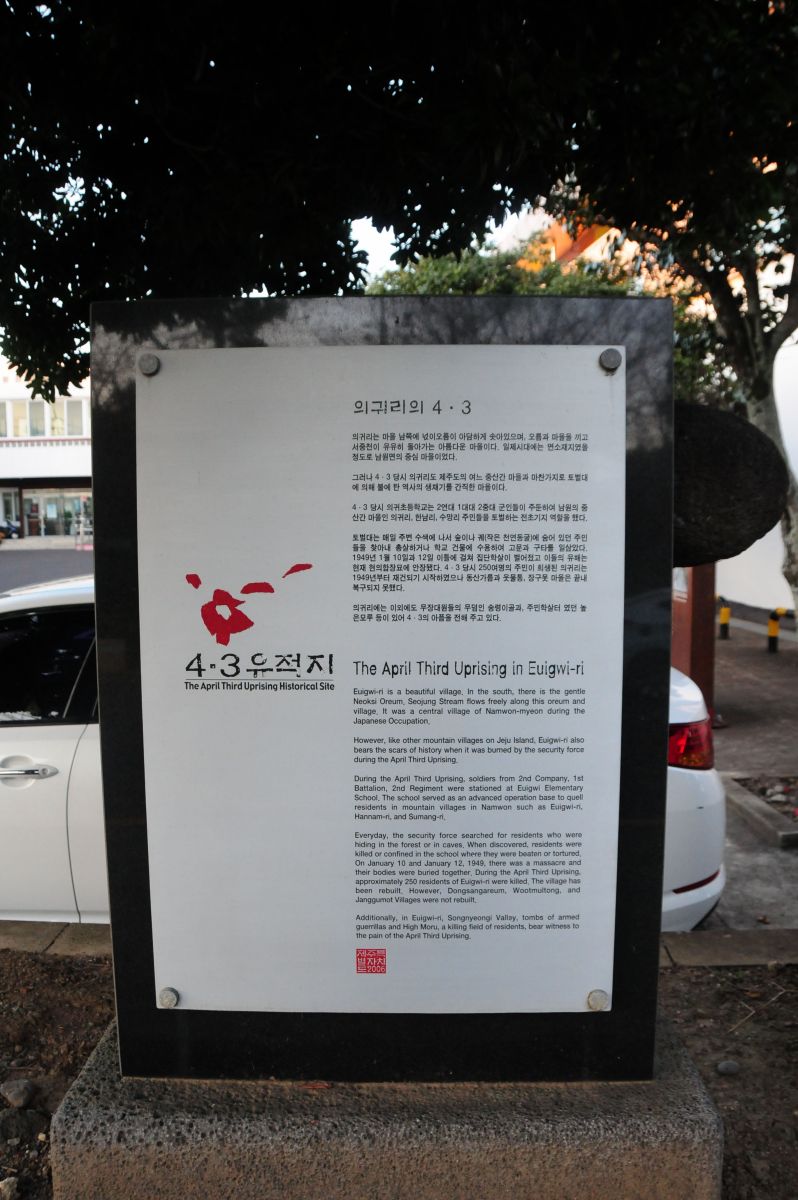 의귀리의 4·3
의귀리는 마을 남쪽에 넋이오름이 아담하게 솟아있으며, 오름과 마을을 끼고
서중천이 유유히 돌아가는 아름다운 마을이다. 일제시대에는 면소재지였을
정도로 남원면의 중심 마을이었다.
그러나 4·3 당시 의귀리도 제주도의 여느 중산간 마을과 마찬가지로 토벌대
에 의해 불에 탄 역사의 생채기를 간직한 마을이다.
4·3 당시 의귀초등학교는 2연대 1대대 2중대 군인들이 주둔하여 남원의 중
산간 마을인 의귀리, 한남리, 수망리 주민들을 토벌하는 전초기지 역할을 했다.
토벌대는 매일 주변 수색에 나서 숲이나 궤(작은 천연동굴)에 숨어 있던 주민
들을 찾아내 총살하거나 학교 건물에 수용하여 고문과 구타를 일삼았다.
1949년 1월 10일과 12일 이틀에 걸쳐 집단학살이 벌어졌고 이들의 유해는
현재 현의합장묘에 안장됐다. 4·3 당시 250여명의 주민이 희생된 의귀리는
1949년부터 재건되기 시작하였으나 동산가름과 웃물통, 장구못 마을은 끝내
복구되지 못했다.
의귀리에는 이외에도 무장대원들의 무덤인 송령이골과, 주민학살터 였던 높
은모루 등이 있어 4·3의 아픔을 전해 주고 있다.
4·3유적지
The April Third Uprising Historical Site
The April Third Uprising in Euigwi-ri
Euigwi-ri is a beautiful village. In the south, there is the gentle
Neoksi Oreum. Seojung Stream flows freely along this oreum and
village. It was a central village of Namwon-myeon during the
Japanese Occupation.
However, like other mountain villages on Jeju Island, Euigwi-ri also
bears the scars of history when it was burned by the security force
during the April Third Uprising.
During the April Third Uprising, soldiers from 2nd Company, 1st
Battalion, 2nd Regiment were stationed at Euigwi Elementary
School. The school served as an advanced operation base to quell
residents in mountain villages in Namwon such as Euigwi-ri,
Hannam-ri, and Sumang-ri.
Everyday, the security force searched for residents who were
hiding in the forest or in caves. When discovered, residents were
killed or confined in the school where they were beaten or tortured.
On January 10 and January 12, 1949, there was a massacre and
their bodies were buried together. During the April Third Uprising,
approximately 250 residents of Euigwi-ri were killed. The village has
been rebuilt. However, Dongsangareum, Wootmultong, and
Janggumot Villages were not rebuilt.
Additionally, in Euigwi-ri, Songnyeongi Vallay, tombs of armed
guerrillas and High Moru, a killing field of residents, bear witness to
the pain of the April Third Uprising.
제주특
별자치
도2006